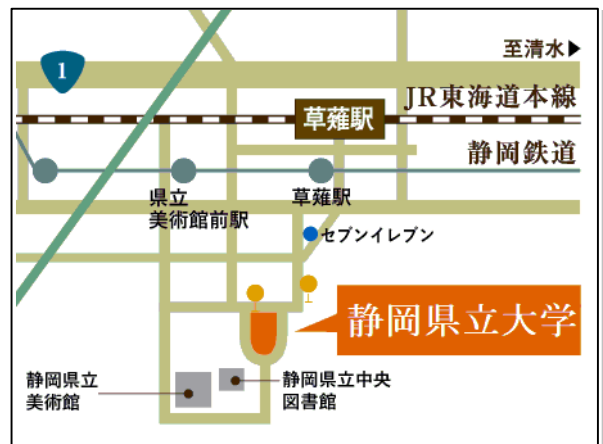 至清水▶
1
JR東海道本線
草薙駅
静岡鉄道
県立
美術館前駅
草薙駅
セブンイレブン
静岡県立大学
静岡県立
美術館
静岡県立中央
図書館